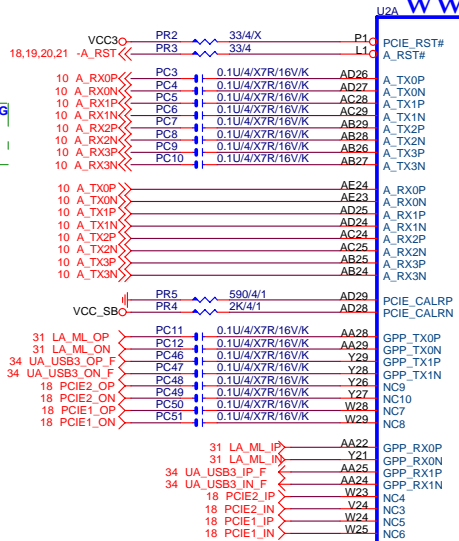 U2A WW
VCC3 PR2 33/4/X P1 PCIE_RST#
18,19,20,21 -A_RST PR3 33/4 L1 A_RST#
10 A_RX0P PC3 0.1U/4/X7R/16V/K AD26 A_TX0P
10 A_RX0N PC4 0.1U/4/X7R/16V/K AD27 A_TX0N
10 A_RX1P PC5 0.1U/4/X7R/16V/K AC28 A_TX1P
G
10 A_RX1N PC6 0.1U/4/X7R/16V/K AC29 A_TX1N
10 A_RX2P PC7 0.1U/4/X7R/16V/K AB29 A_TX2P
10 A_RX2N PC8 0.1U/4/X7R/16V/K AB28 A_TX2N
10 A_RX3P PC9 0.1U/4/X7R/16V/K AB26 A_TX3P
10 A_RX3N PC10 0.1U/4/X7R/16V/K AB27 A_TX3N
10 A_TX0P AE24 A_RX0P
10 A_TX0N AE23 A_RX0N
10 A_TX1P AD25 A_RX1P
10 A_TX1N AD24 A_RX1N
10 A_TX2P AC24 A_RX2P
10 A_TX2N AC25 A_RX2N
10 A_TX3P AB25 A_RX3P
10 A_TX3N AB24 A_RX3N
PR5 590/4/1 AD29 PCIE_CALRP
VCC_SB PR4 2K/4/1 AD28 PCIE_CALRN
31 LA_ML_OP PC11 0.1U/4/X7R/16V/K AA28 GPP_TX0P
31 LA_ML_ON PC12 0.1U/4/X7R/16V/K AA29 GPP_TX0N
34 UA_USB3_OP_F PC46 0.1U/4/X7R/16V/K Y29 GPP_TX1P
34 UA_USB3_ON_F PC47 0.1U/4/X7R/16V/K Y28 GPP_TX1N
18 PCIE2_OP PC48 0.1U/4/X7R/16V/K Y26 NC9
18 PCIE2_ON PC49 0.1U/4/X7R/16V/K Y27 NC10
18 PCIE1_OP PC50 0.1U/4/X7R/16V/K W28 NC7
18 PCIE1_ON PC51 0.1U/4/X7R/16V/K W29 NC8
31 LA_ML_IP AA22 GPP_RX0P
31 LA_ML_IN Y21 GPP_RX0N
34 UA_USB3_IP_F AA25 GPP_RX1P
34 UA_USB3_IN_F AA24 GPP_RX1N
18 PCIE2_IP W23 NC4
18 PCIE2_IN V24 NC3
18 PCIE1_IP W24 NC5
18 PCIE1_IN W25 NC6